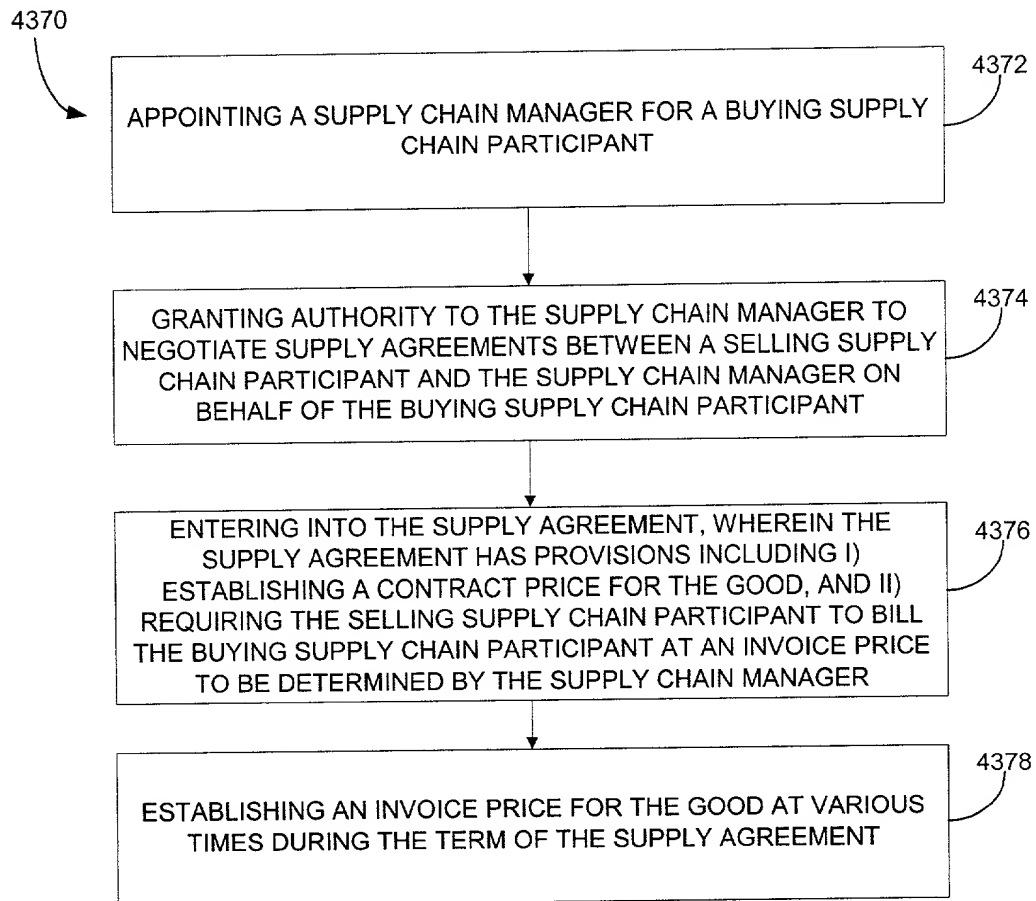 4370
4372
APPOINTING A SUPPLY CHAIN MANAGER FOR A BUYING SUPPLY
CHAIN PARTICIPANT
4374
GRANTING AUTHORITY TO THE SUPPLY CHAIN MANAGER TO
NEGOTIATE SUPPLY AGREEMENTS BETWEEN A SELLING SUPPLY
CHAIN PARTICIPANT AND THE SUPPLY CHAIN MANAGER ON
BEHALF OF THE BUYING SUPPLY CHAIN PARTICIPANT
4376
ENTERING INTO THE SUPPLY AGREEMENT, WHEREIN THE
SUPPLY AGREEMENT HAS PROVISIONS INCLUDING I)
ESTABLISHING A CONTRACT PRICE FOR THE GOOD, AND II)
REQUIRING THE SELLING SUPPLY CHAIN PARTICIPANT TO BILL
THE BUYING SUPPLY CHAIN PARTICIPANT AT AN INVOICE PRICE
TO BE DETERMINED BY THE SUPPLY CHAIN MANAGER
4378
ESTABLISHING AN INVOICE PRICE FOR THE GOOD AT VARIOUS
TIMES DURING THE TERM OF THE SUPPLY AGREEMENT